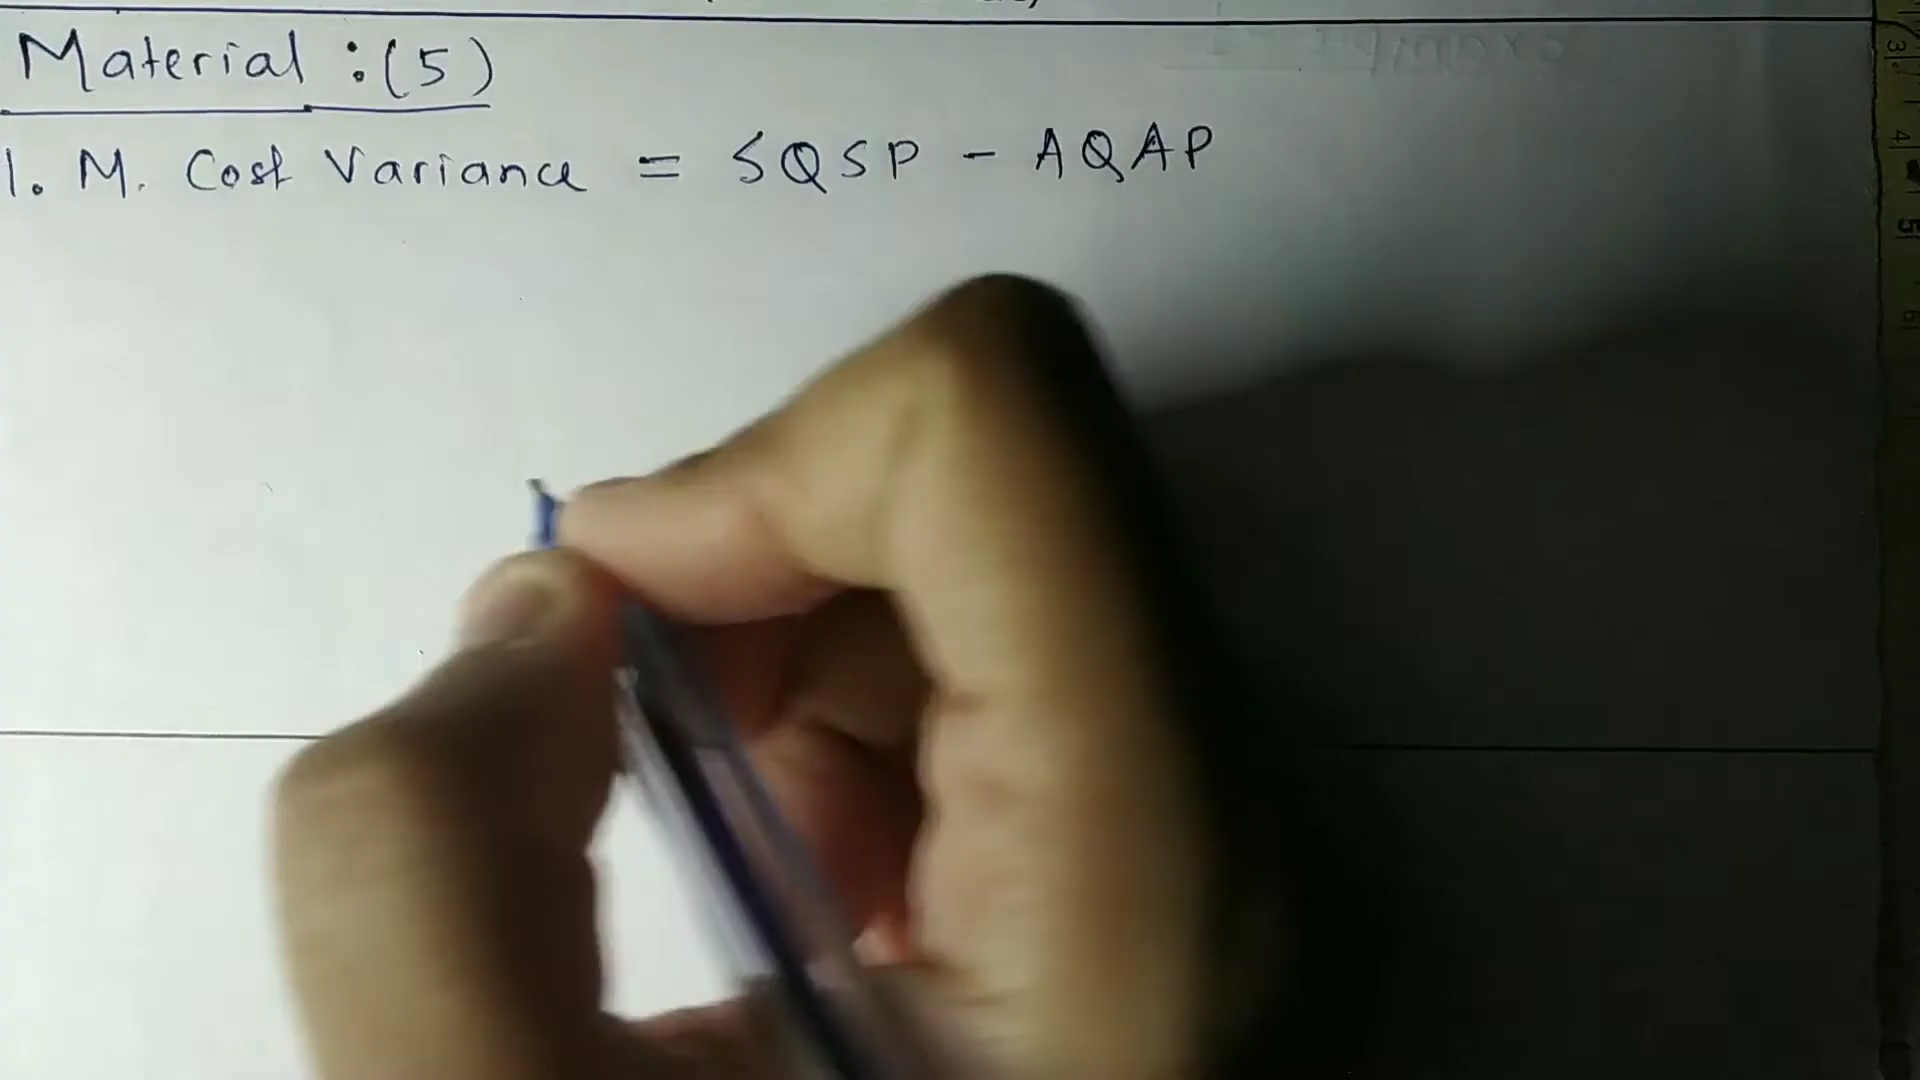 Material : (5)
1. M. Cost Variance = SQSP - AQAP